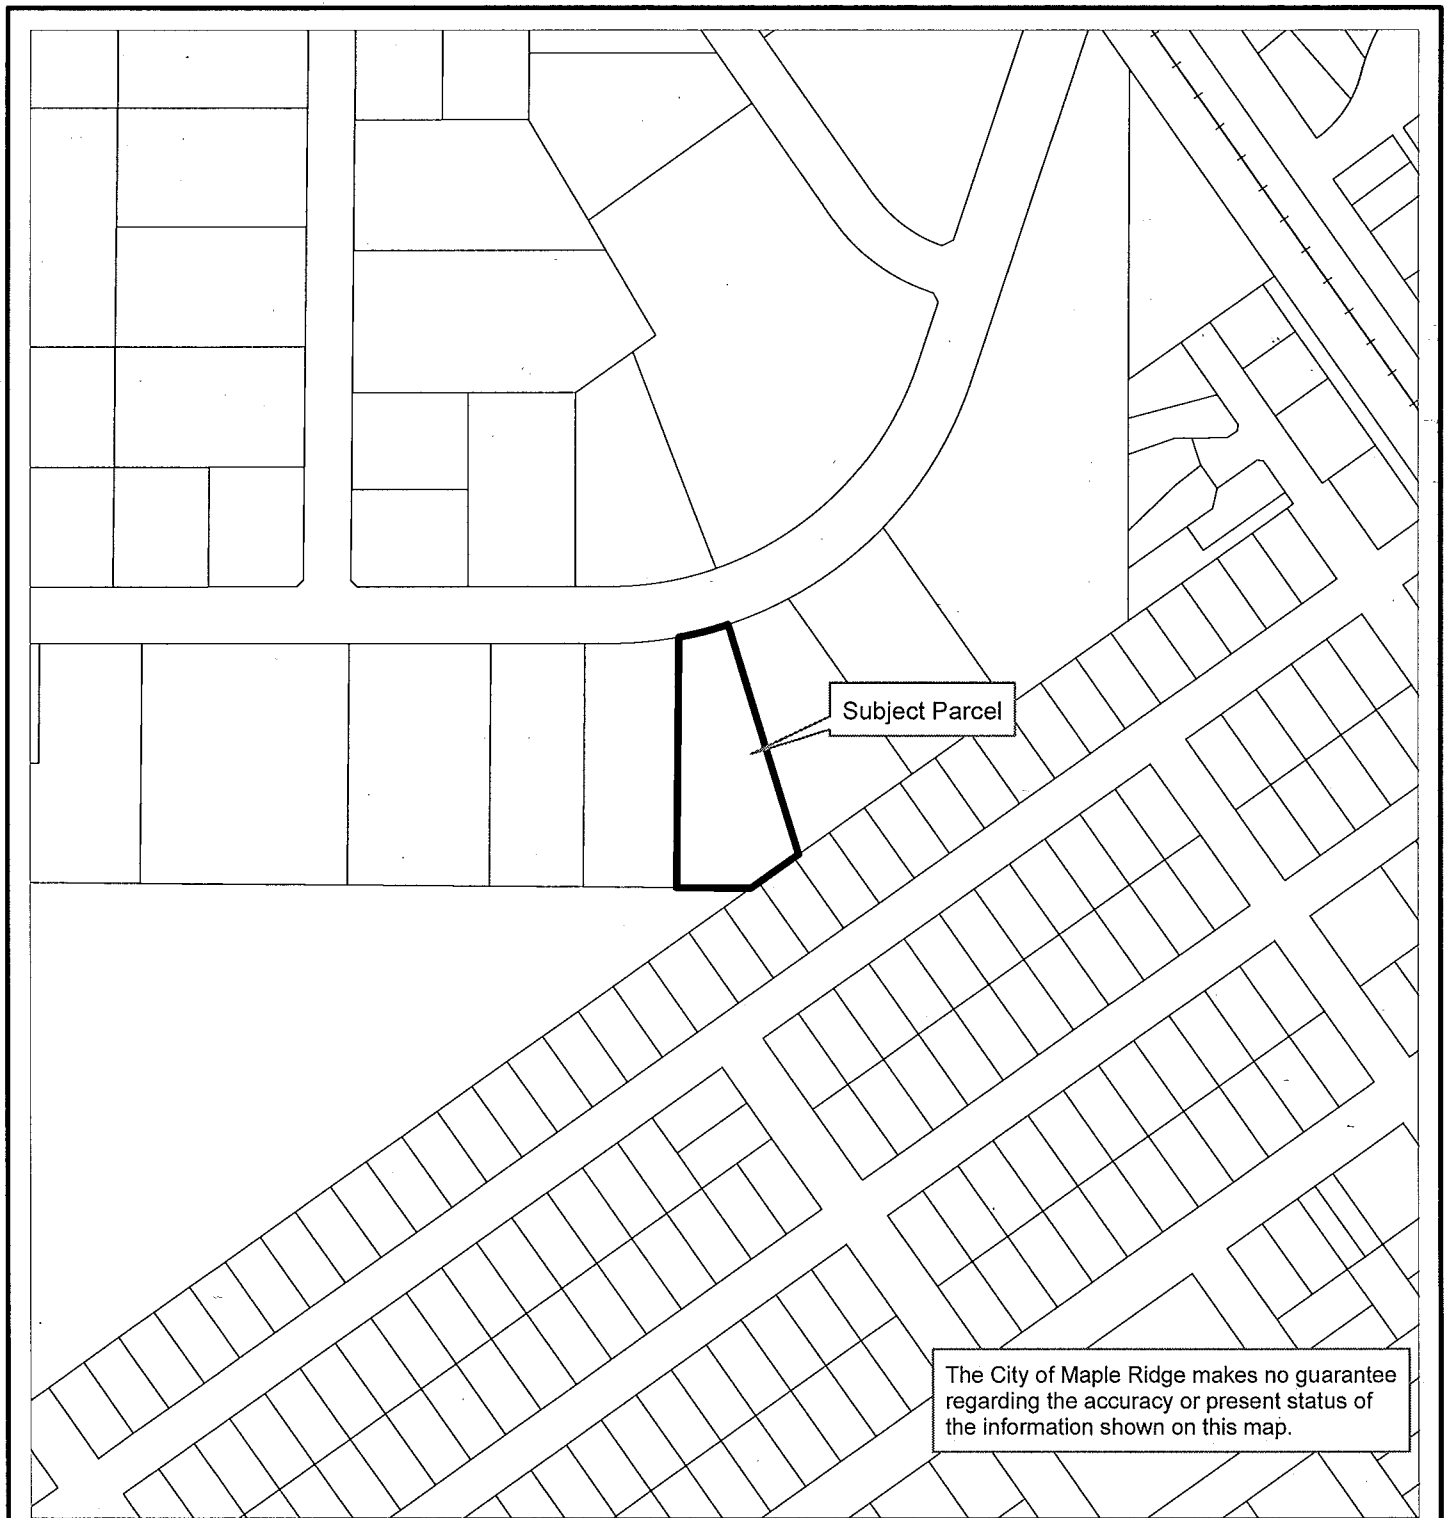 Subject Parcel
The City of Maple Ridge makes no guarantee
regarding the accuracy or present status of
the information shown on this map.